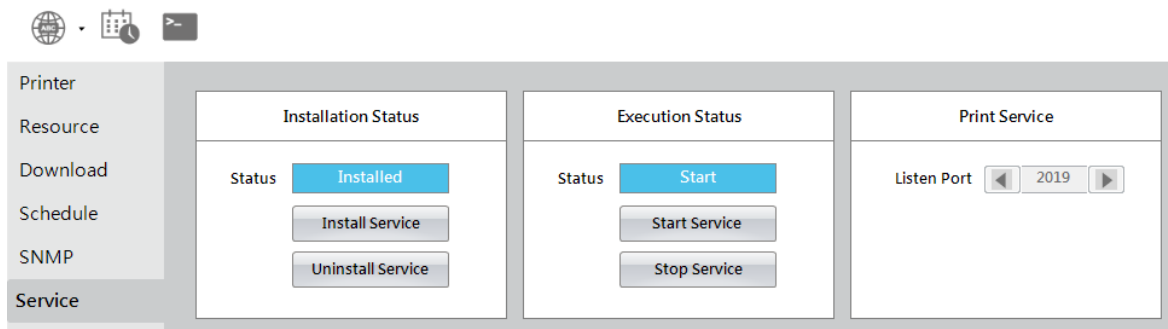 ABC
Printer
Resource
Download
Schedule
SNMP
Service
Installation Status
Status Installed
Install Service
Uninstall Service
Execution Status
Status Start
Start Service
Stop Service
Print Service
Listen Port 2019